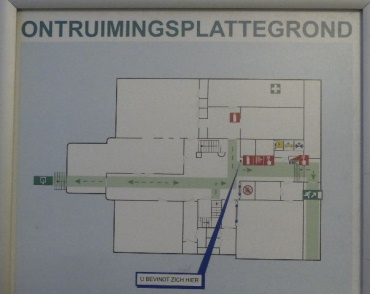 ONTRUIMINGSPLATTEGROND
U BEVINDT ZICH HIER